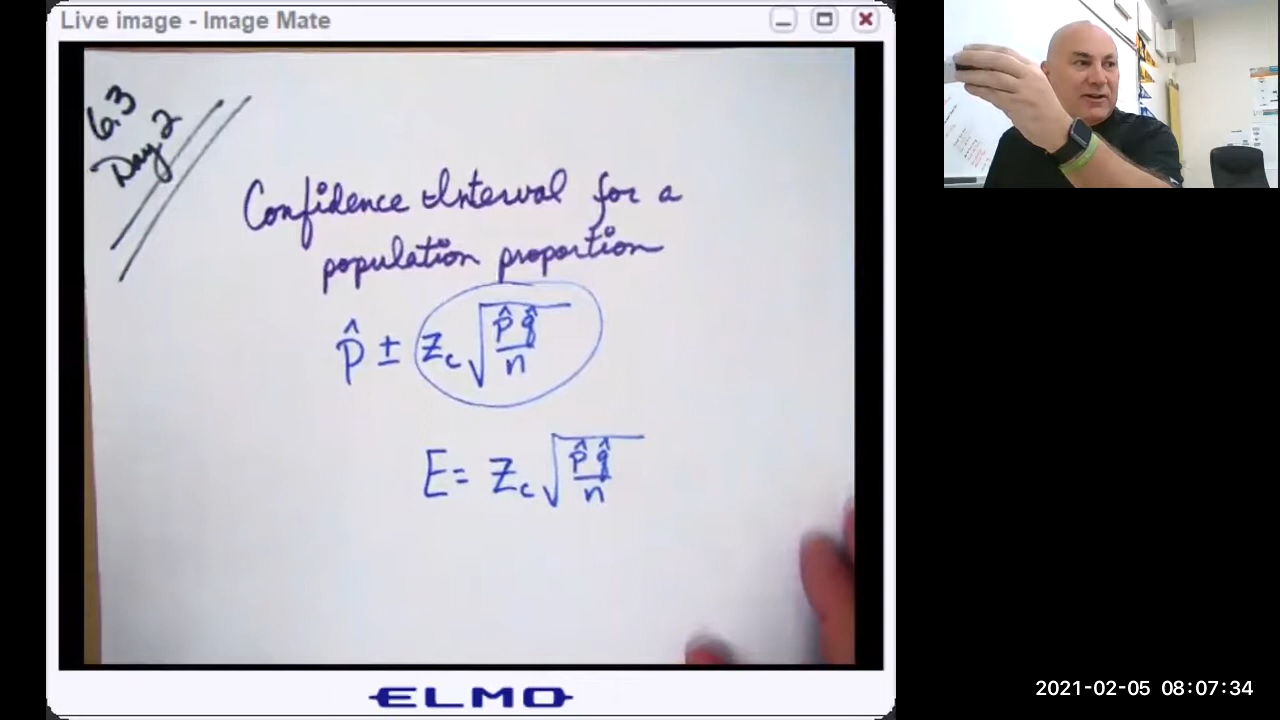 Live image - Image Mate
6.3
Day 2
Confidence Interval for a
population proportion
p̂ ± Z_c √(p̂ q̂ / n)
E = Z_c √(p̂ q̂ / n)
ELMO
2021-02-05 08:07:34